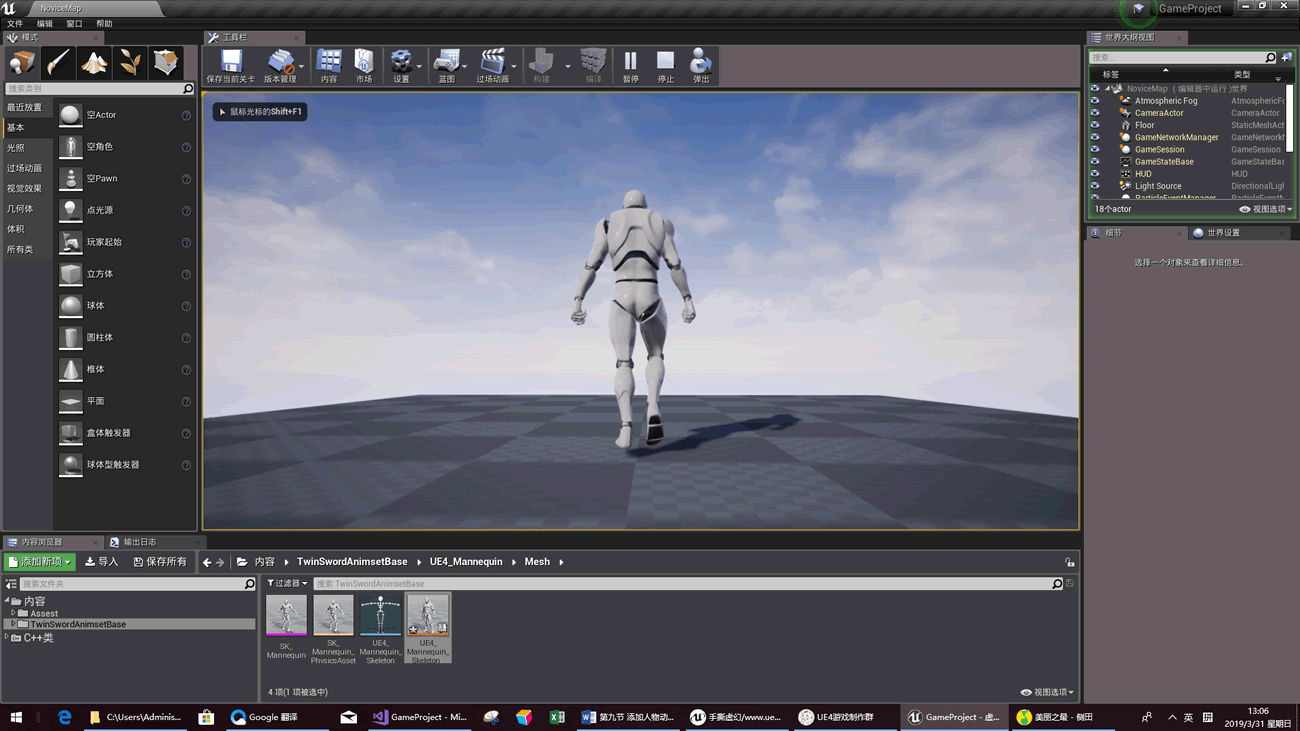 NoviceMap
GameProject
文件 编辑 窗口 帮助
模式
工具栏
世界大纲视图
保存当前关卡 版本管理 内容 市场 设置 蓝图 过场动画 构建 编译 暂停 停止 弹出
搜索类别
最近放置
基本
光照
过场动画
视觉效果
几何体
体积
所有类
空Actor
空角色
空Pawn
点光源
玩家起始
立方体
球体
圆柱体
椎体
平面
盒体触发器
球体型触发器
鼠标光标的Shift+F1
搜索...
标签 类型
NoviceMap（编辑器中运行）世界
Atmospheric Fog AtmosphericFe
CameraActor CameraActor
Floor StaticMeshAct
GameNetworkManager GameNetworkM
GameSession GameSession
GameStateBase GameStateBas
HUD HUD
Light Source DirectionalLigh
ParticleEventManager
18个actor 视图选项
细节 世界设置
选择一个对象来查看详细信息。
内容浏览器 输出日志
添加新项 导入 保存所有 内容 TwinSwordAnimsetBase UE4_Mannequin Mesh
搜索文件夹
过滤器 搜索 TwinSwordAnimsetBase
内容
Assest
TwinSwordAnimsetBase
C++类
SK_
Mannequin
SK_
Mannequin_
PhysicsAsset
UE4_
Mannequin_
Skeleton
UE4_
Mannequin_
Skeleton
4 项(1 项被选中) 视图选项
C:\Users\Adminis... Google 翻译 GameProject - Mi... 第九节 添加人物动... 手撕虚幻/www.ue... UE4游戏制作群 GameProject - 虚... 美丽之最 - 侧田 英
13:06
2019/3/31 星期日